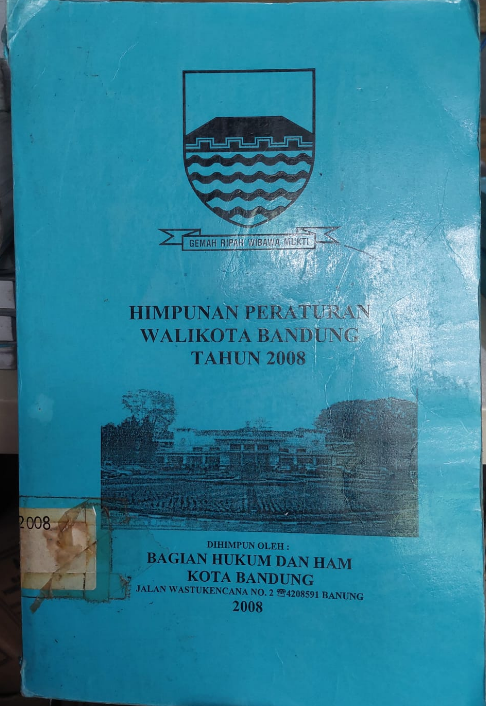 GEMAH RIPAH WIBAWA MUKTI
HIMPUNAN PERATURAN
WALIKOTA BANDUNG
TAHUN 2008
2008
DIHIMPUN OLEH :
BAGIAN HUKUM DAN HAM
KOTA BANDUNG
JALAN WASTUKENCANA NO. 2 ☎4208591 BANUNG
2008